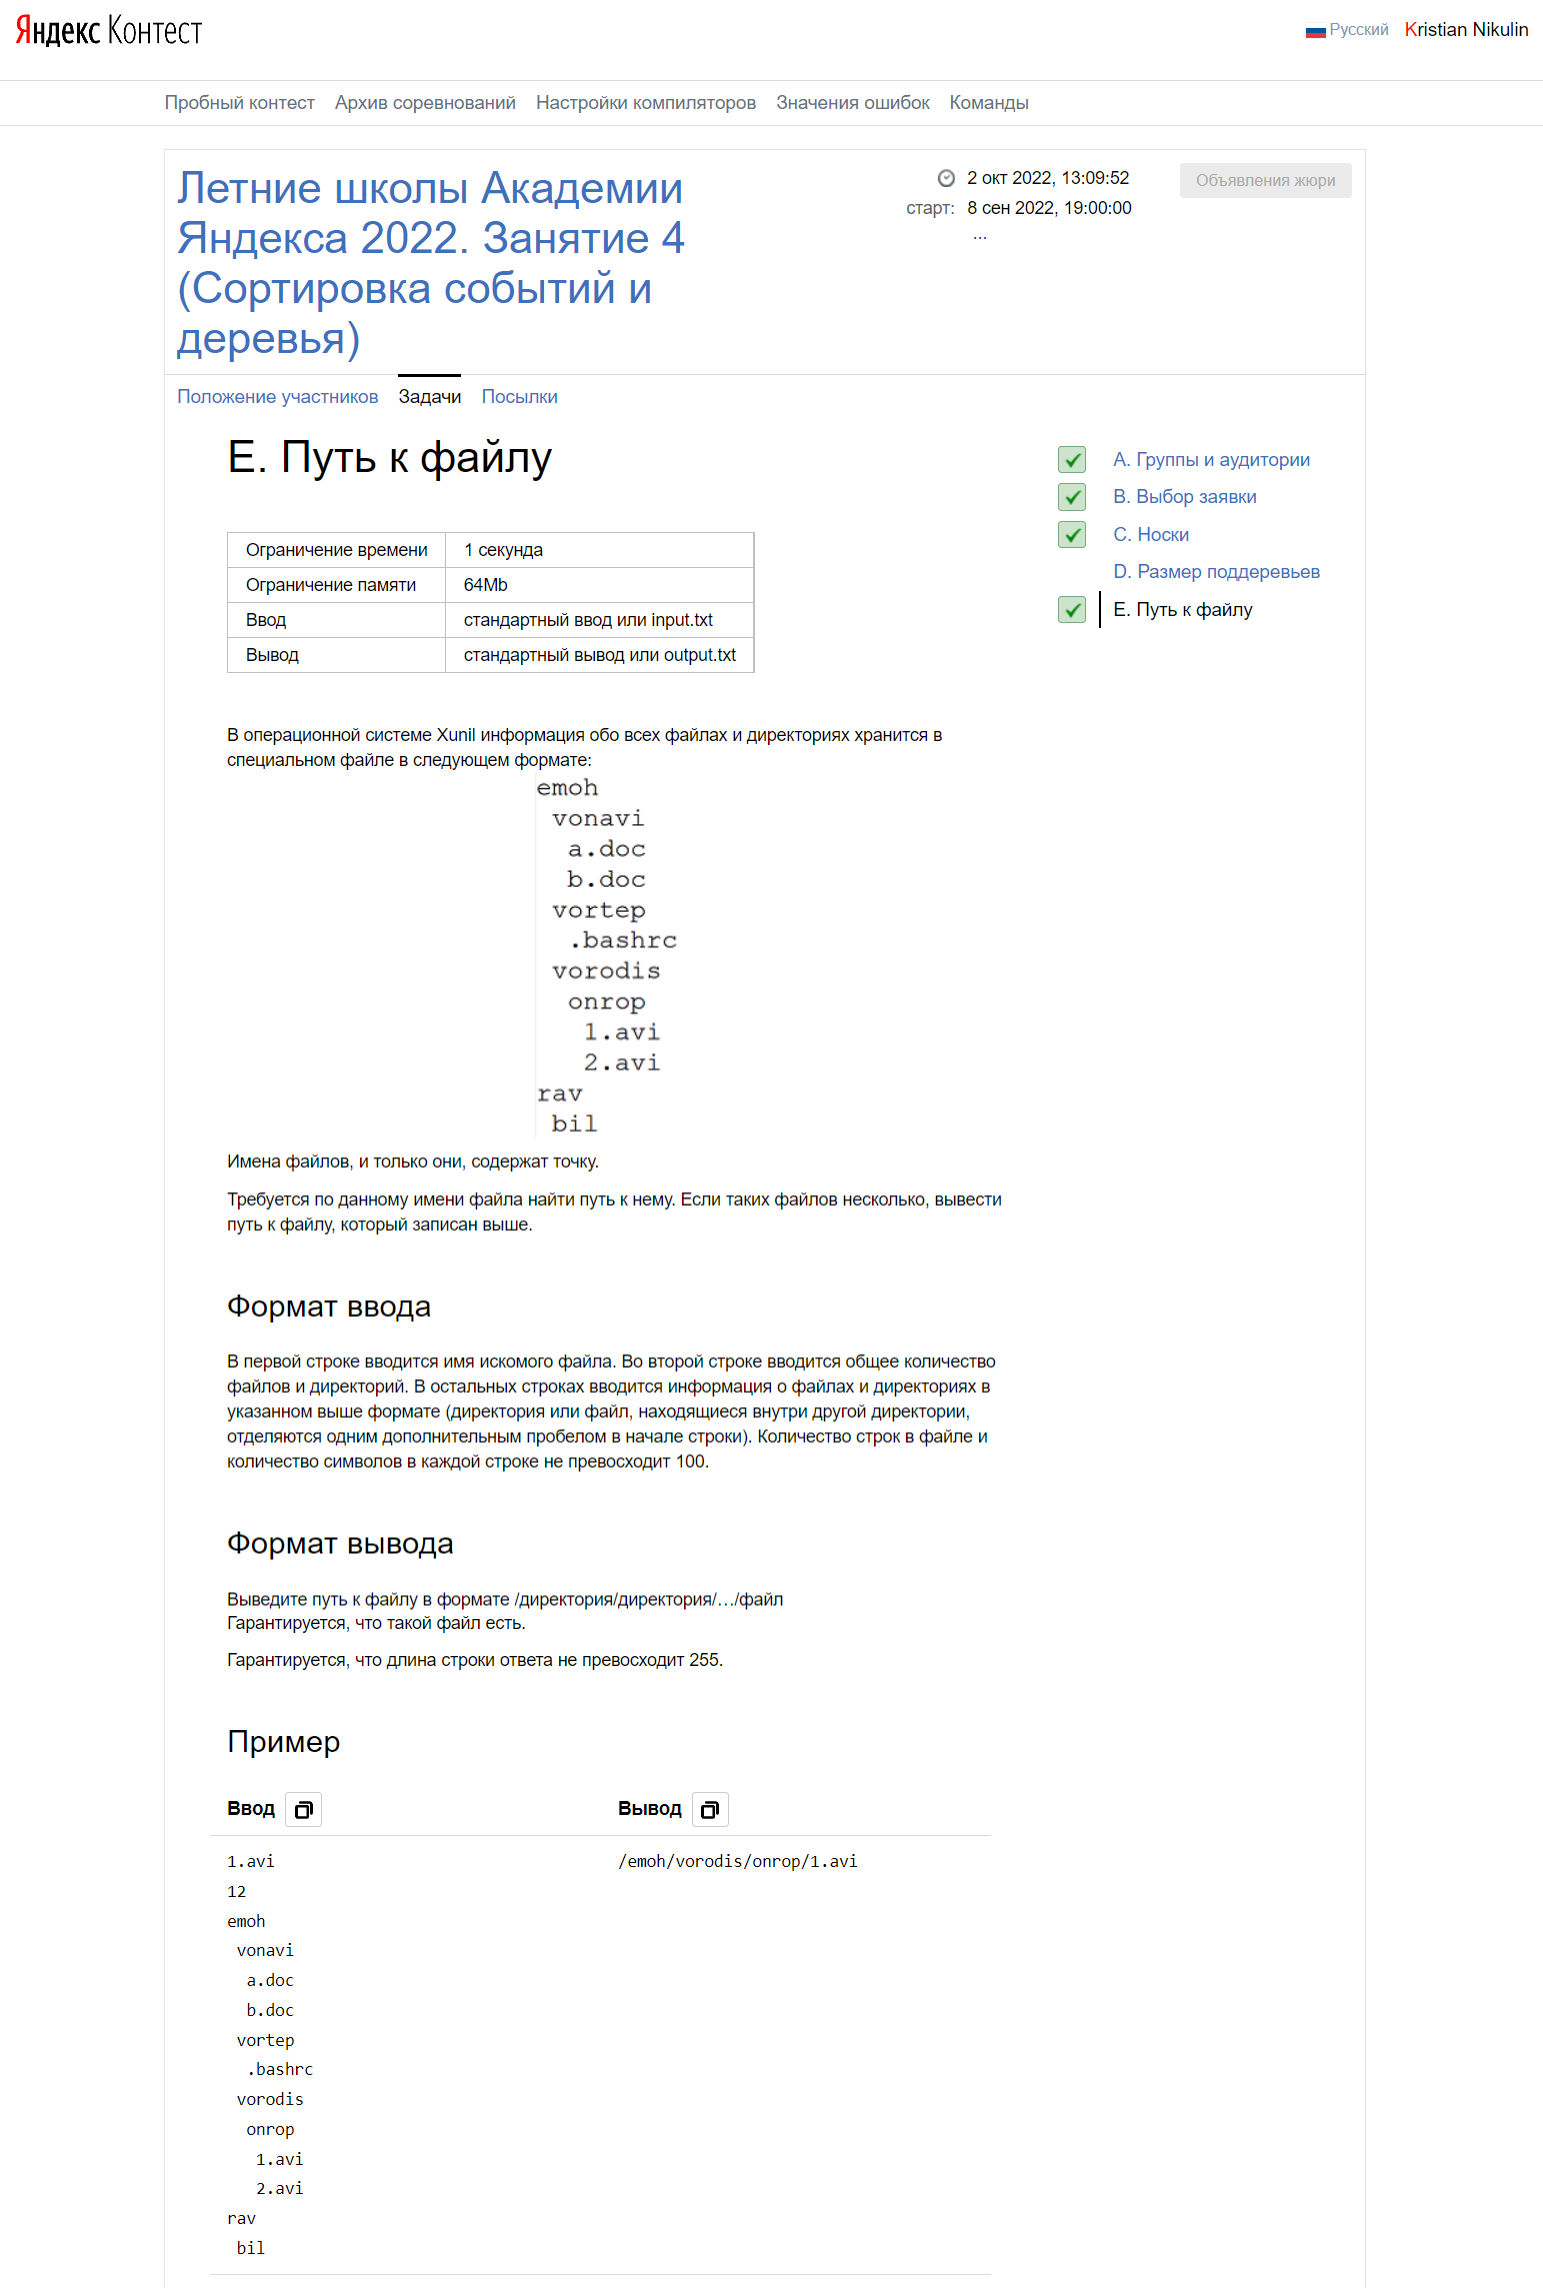 Яндекс Контест
Русский Kristian Nikulin
Пробный контест Архив соревнований Настройки компиляторов Значения ошибок Команды
Летние школы Академии
Яндекса 2022. Занятие 4
(Сортировка событий и
деревья)
2 окт 2022, 13:09:52
старт: 8 сен 2022, 19:00:00
...
Объявления жюри
Положение участников Задачи Посылки
E. Путь к файлу
A. Группы и аудитории
B. Выбор заявки
C. Носки
D. Размер поддеревьев
E. Путь к файлу
Ограничение времени 1 секунда
Ограничение памяти 64Mb
Ввод стандартный ввод или input.txt
Вывод стандартный вывод или output.txt
В операционной системе Xunil информация обо всех файлах и директориях хранится в
специальном файле в следующем формате:
emoh
 vonavi
  a.doc
  b.doc
 vortep
  .bashrc
 vorodis
  onrop
   1.avi
   2.avi
rav
 bil
Имена файлов, и только они, содержат точку.
Требуется по данному имени файла найти путь к нему. Если таких файлов несколько, вывести
путь к файлу, который записан выше.
Формат ввода
В первой строке вводится имя искомого файла. Во второй строке вводится общее количество
файлов и директорий. В остальных строках вводится информация о файлах и директориях в
указанном выше формате (директория или файл, находящиеся внутри другой директории,
отделяются одним дополнительным пробелом в начале строки). Количество строк в файле и
количество символов в каждой строке не превосходит 100.
Формат вывода
Выведите путь к файлу в формате /директория/директория/…/файл
Гарантируется, что такой файл есть.
Гарантируется, что длина строки ответа не превосходит 255.
Пример
Ввод Вывод
1.avi /emoh/vorodis/onrop/1.avi
12
emoh
 vonavi
  a.doc
  b.doc
 vortep
  .bashrc
 vorodis
  onrop
   1.avi
   2.avi
rav
 bil